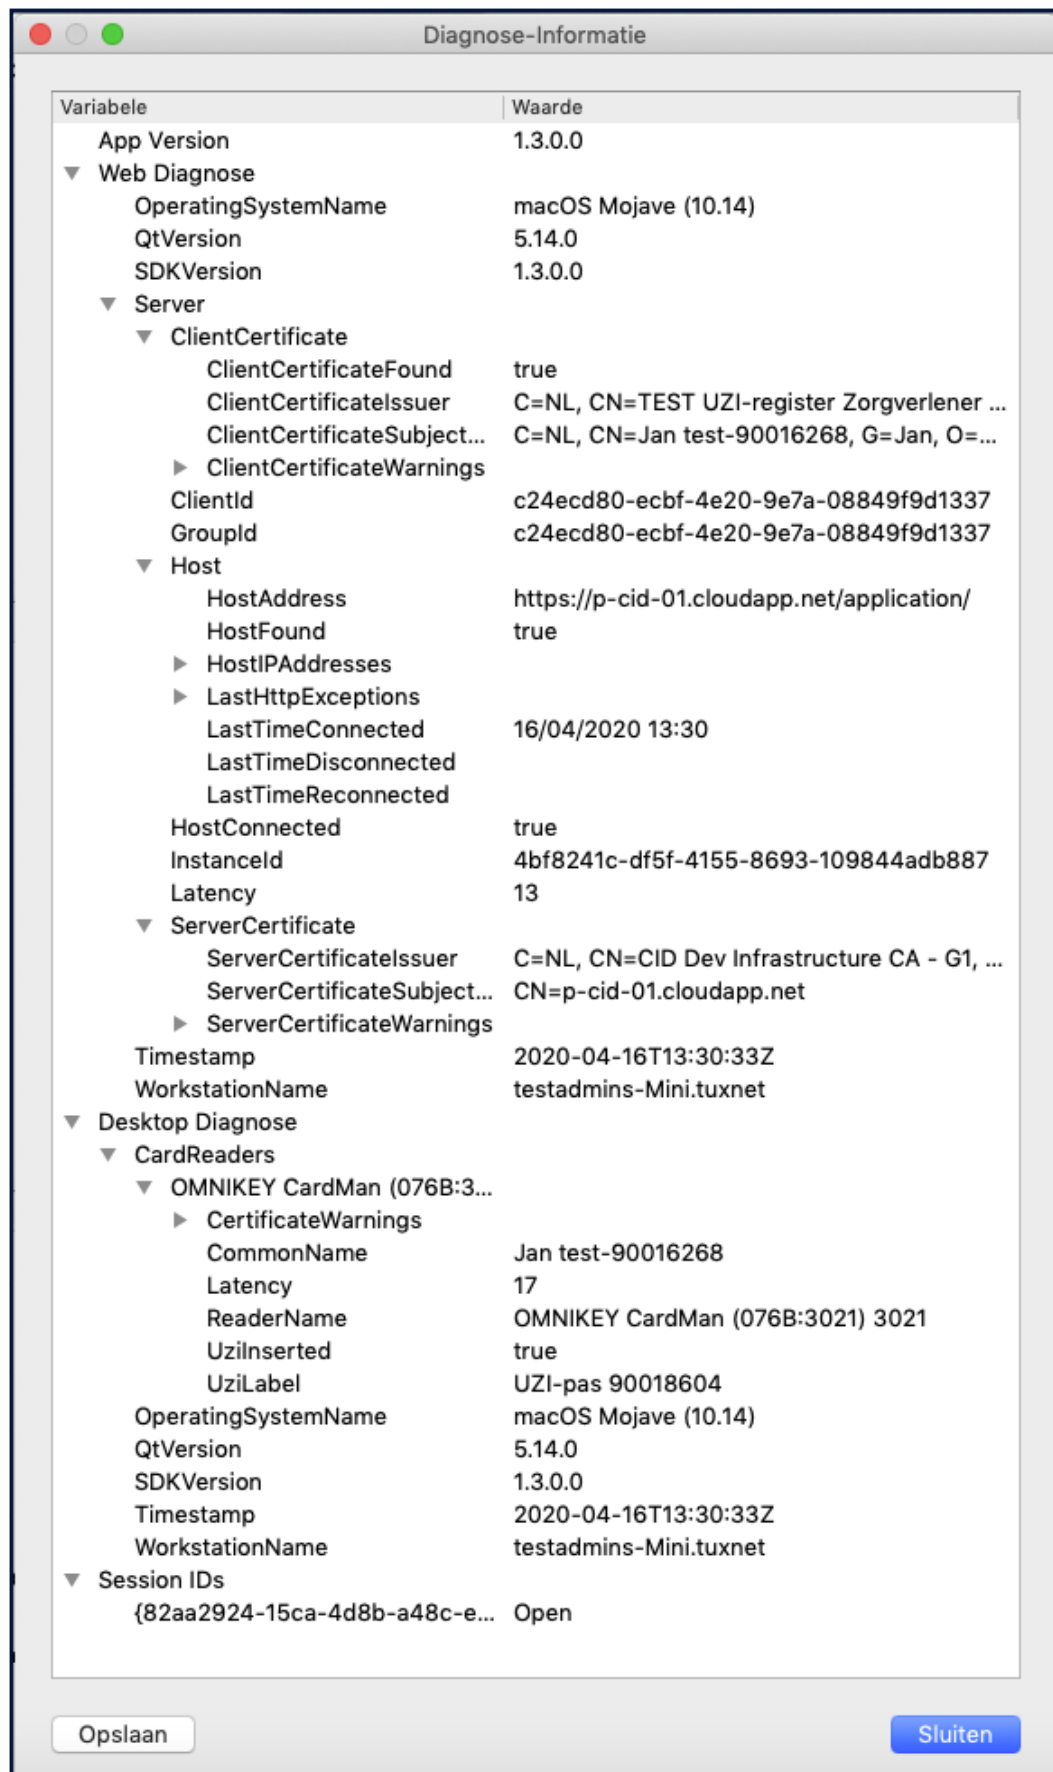 Diagnose-Informatie
Variabele Waarde
App Version 1.3.0.0
Web Diagnose
OperatingSystemName macOS Mojave (10.14)
QtVersion 5.14.0
SDKVersion 1.3.0.0
Server
ClientCertificate
ClientCertificateFound true
ClientCertificateIssuer C=NL, CN=TEST UZI-register Zorgverlener ...
ClientCertificateSubject... C=NL, CN=Jan test-90016268, G=Jan, O=...
ClientCertificateWarnings
ClientId c24ecd80-ecbf-4e20-9e7a-08849f9d1337
GroupId c24ecd80-ecbf-4e20-9e7a-08849f9d1337
Host
HostAddress https://p-cid-01.cloudapp.net/application/
HostFound true
HostIPAddresses
LastHttpExceptions
LastTimeConnected 16/04/2020 13:30
LastTimeDisconnected
LastTimeReconnected
HostConnected true
InstanceId 4bf8241c-df5f-4155-8693-109844adb887
Latency 13
ServerCertificate
ServerCertificateIssuer C=NL, CN=CID Dev Infrastructure CA - G1, ...
ServerCertificateSubject... CN=p-cid-01.cloudapp.net
ServerCertificateWarnings
Timestamp 2020-04-16T13:30:33Z
WorkstationName testadmins-Mini.tuxnet
Desktop Diagnose
CardReaders
OMNIKEY CardMan (076B:3...
CertificateWarnings
CommonName Jan test-90016268
Latency 17
ReaderName OMNIKEY CardMan (076B:3021) 3021
UziInserted true
UziLabel UZI-pas 90018604
OperatingSystemName macOS Mojave (10.14)
QtVersion 5.14.0
SDKVersion 1.3.0.0
Timestamp 2020-04-16T13:30:33Z
WorkstationName testadmins-Mini.tuxnet
Session IDs
{82aa2924-15ca-4d8b-a48c-e... Open
Opslaan Sluiten